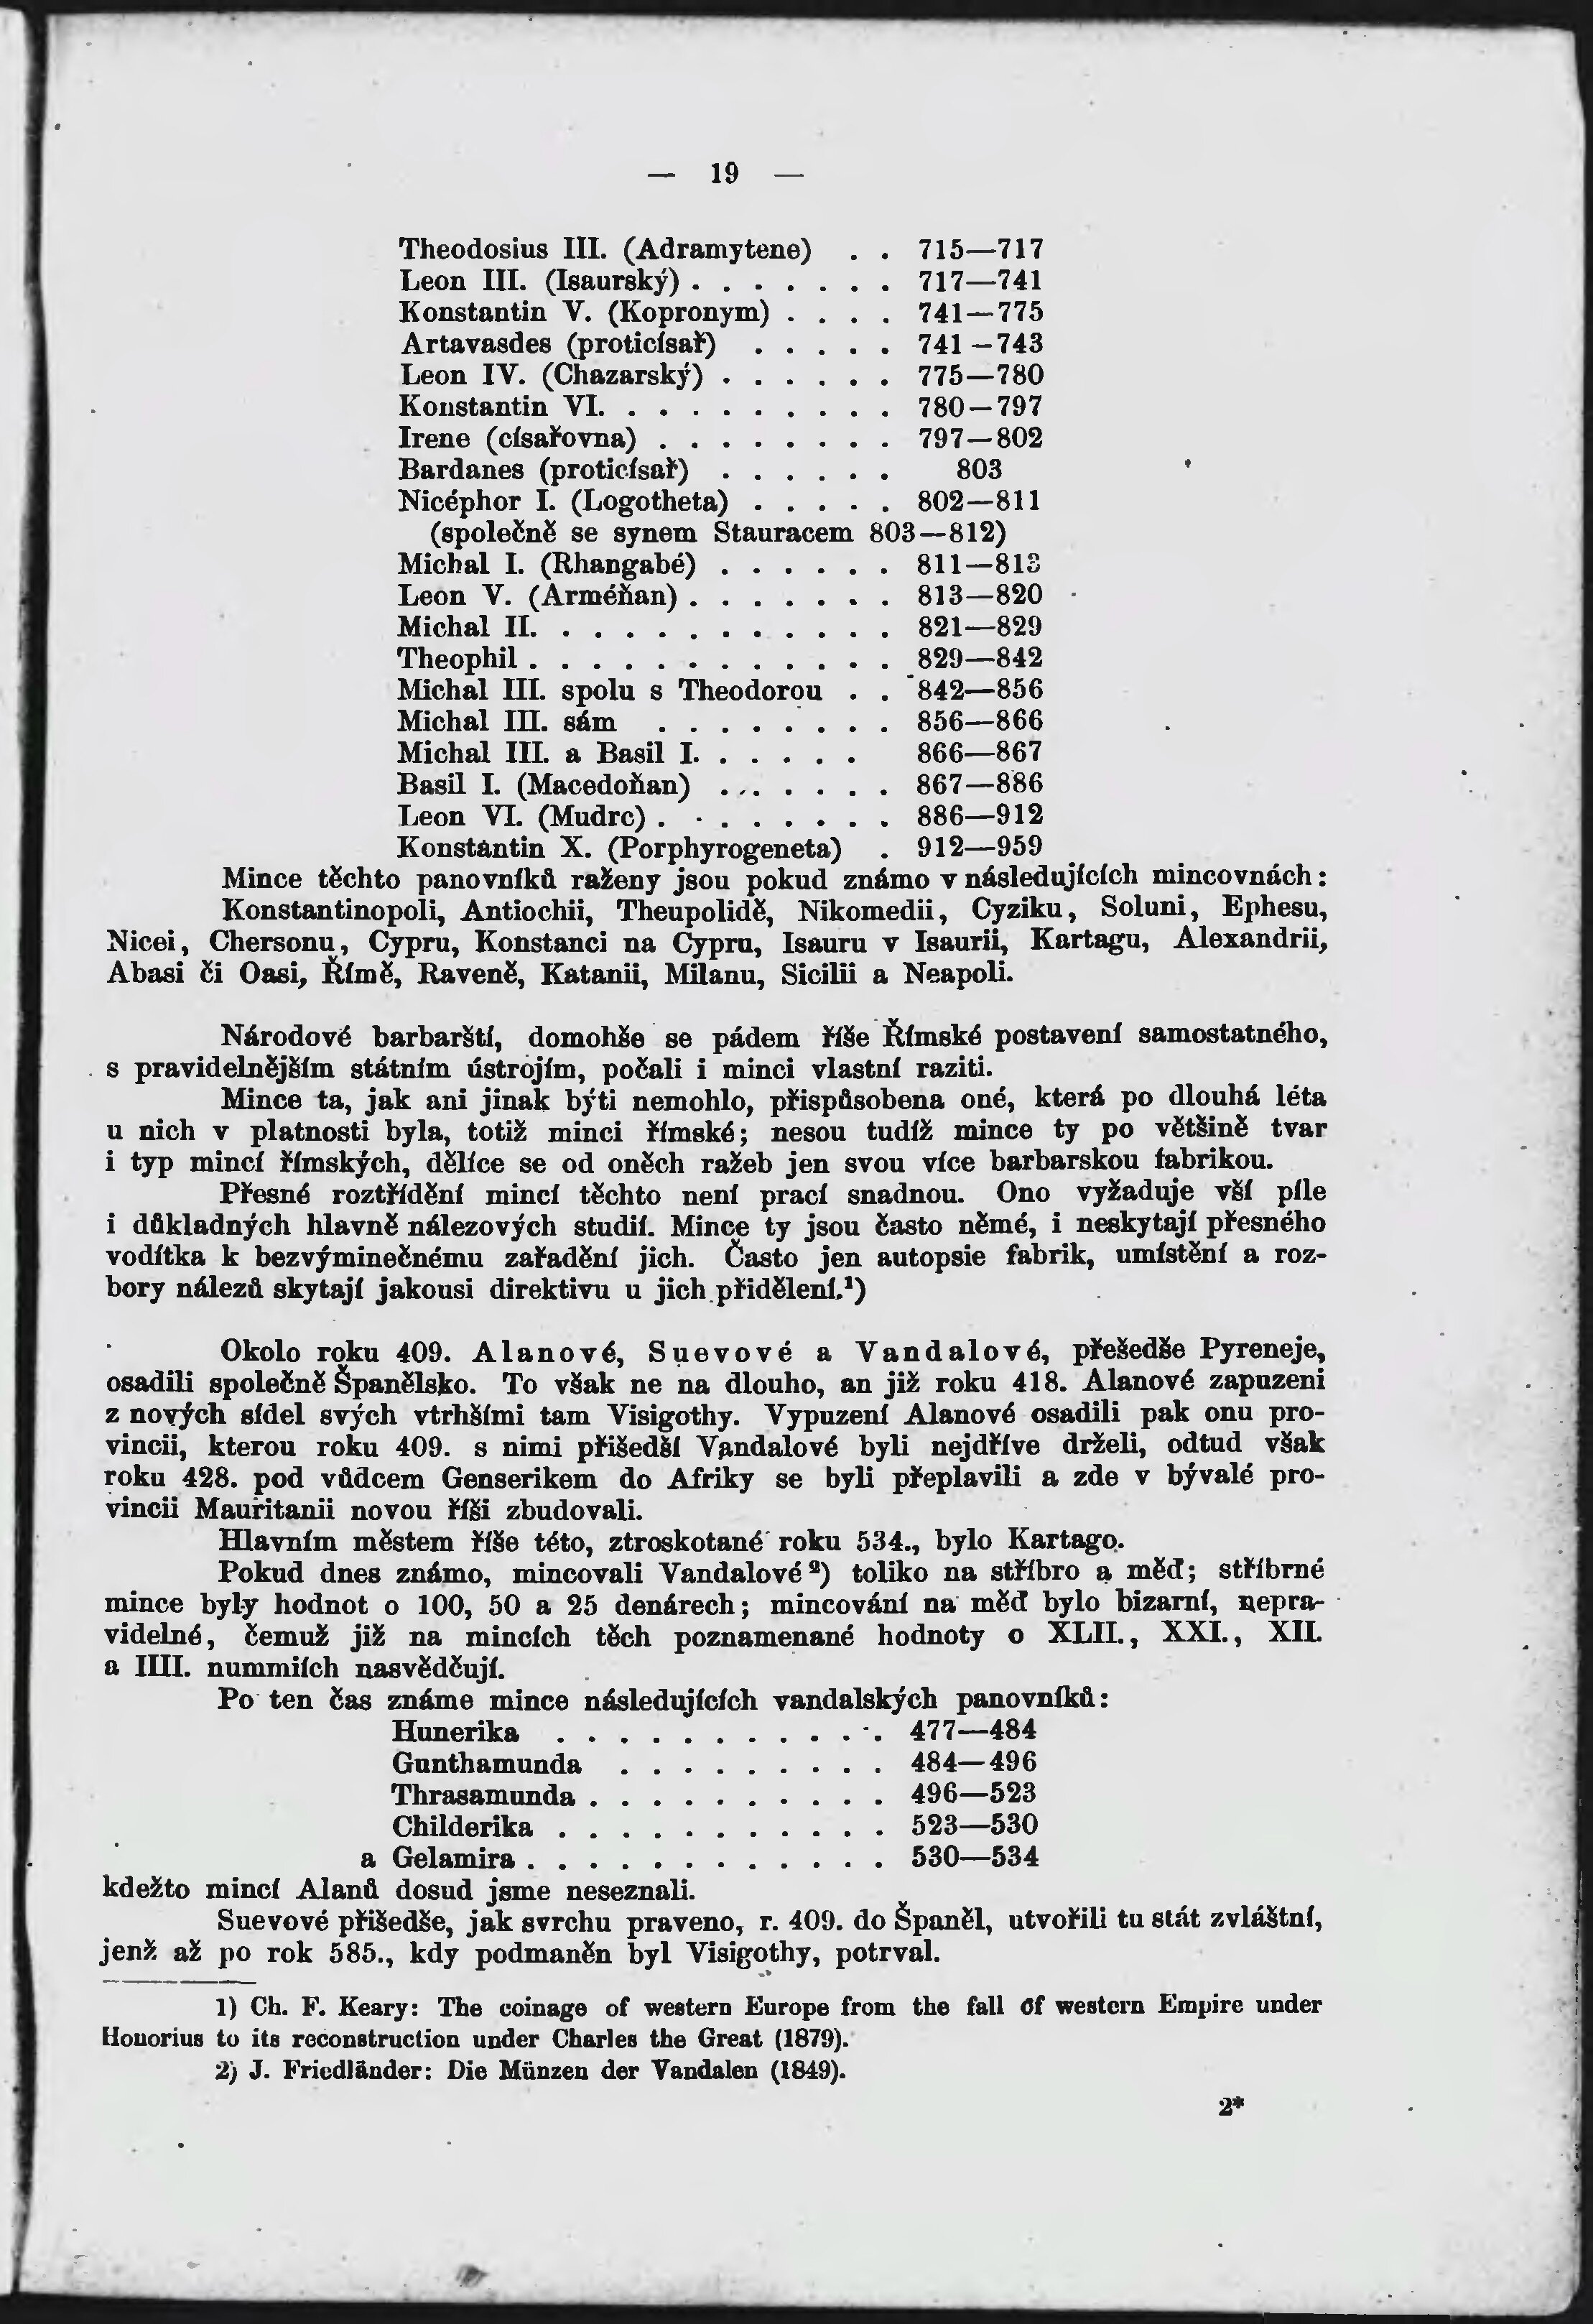 — 19 —
Theodosius III. (Adramytene) . . 715—717
Leon III. (Isaurský) . . . . . . . 717—741
Konstantin V. (Kopronym) . . . . 741—775
Artavasdes (proticísař) . . . . . 741—743
Leon IV. (Chazarský) . . . . . . 775—780
Konstantin VI. . . . . . . . . . 780—797
Irene (císařovna) . . . . . . . . 797—802
Bardanes (proticísař) . . . . . . 803
Nicéphor I. (Logotheta) . . . . . 802—811
(společně se synem Stauracem 803—812)
Michal I. (Rhangabé) . . . . . . 811—813
Leon V. (Arméňan) . . . . . . . 813—820
Michal II. . . . . . . . . . . . 821—829
Theophil . . . . . . . . . . . . 829—842
Michal III. spolu s Theodorou . . 842—856
Michal III. sám . . . . . . . . 856—866
Michal III. a Basil I. . . . . . 866—867
Basil I. (Macedoňan) . . . . . . 867—886
Leon VI. (Mudrc) . . . . . . . . 886—912
Konstantin X. (Porphyrogeneta) . 912—959
Mince těchto panovníků raženy jsou pokud známo v následujících mincovnách:
Konstantinopoli, Antiochii, Theupolidě, Nikomedii, Cyziku, Soluni, Ephesu,
Nicei, Chersonu, Cypru, Konstanci na Cypru, Isauru v Isaurii, Kartagu, Alexandrii,
Abasi či Oasi, Římě, Raveně, Katanii, Milanu, Sicilii a Neapoli.
Národové barbarští, domohše se pádem říše Římské postavení samostatného,
s pravidelnějším státním ústrojím, počali i minci vlastní raziti.
Mince ta, jak ani jinak býti nemohlo, přispůsobena oné, která po dlouhá léta
u nich v platnosti byla, totiž minci římské; nesou tudíž mince ty po většině tvar
i typ mincí římských, dělíce se od oněch ražeb jen svou více barbarskou fabrikou.
Přesné roztřídění mincí těchto není prací snadnou. Ono vyžaduje vší píle
i důkladných hlavně nálezových studií. Mince ty jsou často němé, i neskytají přesného
vodítka k bezvýminečnému zařadění jich. Často jen autopsie fabrik, umístění a roz-
bory nálezů skytají jakousi direktivu u jich přidělení.¹)
Okolo roku 409. Alanové, Suevové a Vandalové, přešedše Pyreneje,
osadili společně Španělsko. To však ne na dlouho, an již roku 418. Alanové zapuzeni
z nových sídel svých vtrhšími tam Visigothy. Vypuzení Alanové osadili pak onu pro-
vincii, kterou roku 409. s nimi přišedší Vandalové byli nejdříve drželi, odtud však
roku 428. pod vůdcem Genserikem do Afriky se byli přeplavili a zde v bývalé pro-
vincii Mauritanii novou říši zbudovali.
Hlavním městem říše této, ztroskotané roku 534., bylo Kartago.
Pokud dnes známo, mincovali Vandalové²) toliko na stříbro a měď; stříbrné
mince byly hodnot o 100, 50 a 25 denárech; mincování na měď bylo bizarní, nepra-
videlné, čemuž již na mincích těch poznamenané hodnoty o XLII., XXI., XII.
a IIII. nummiích nasvědčují.
Po ten čas známe mince následujících vandalských panovníků:
Hunerika . . . . . . . . . . . 477—484
Gunthamunda . . . . . . . . . 484—496
Thrasamunda . . . . . . . . . . 496—523
Childerika . . . . . . . . . . . 523—530
a Gelamira . . . . . . . . . . . . 530—534
kdežto mincí Alanů dosud jsme neseznali.
Suevové přišedše, jak svrchu praveno, r. 409. do Španěl, utvořili tu stát zvláštní,
jenž až po rok 585., kdy podmaněn byl Visigothy, potrval.
1) Ch. F. Keary: The coinage of western Europe from the fall of western Empire under
Honorius to its reconstruction under Charles the Great (1879).
2) J. Friedländer: Die Münzen der Vandalen (1849).
2*